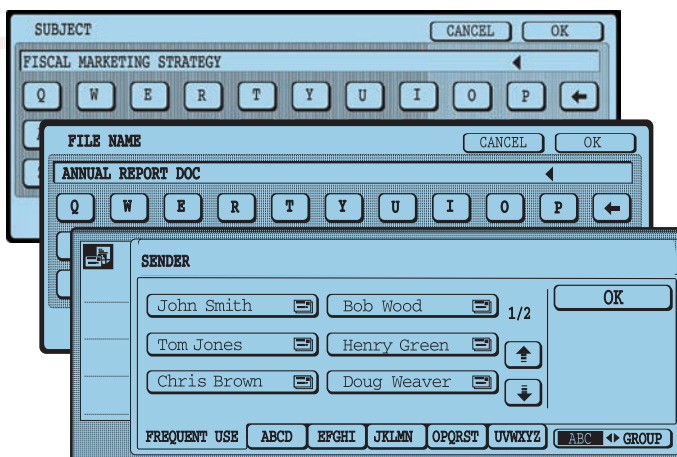 SUBJECT CANCEL OK
FISCAL MARKETING STRATEGY
Q W E R T Y U I O P
FILE NAME CANCEL OK
ANNUAL REPORT DOC
Q W E R T Y U I O P
SENDER
John Smith Bob Wood 1/2 OK
Tom Jones Henry Green
Chris Brown Doug Weaver
FREQUENT USE ABCD EFGHI JKLMN OPQRST UVWXYZ ABC GROUP